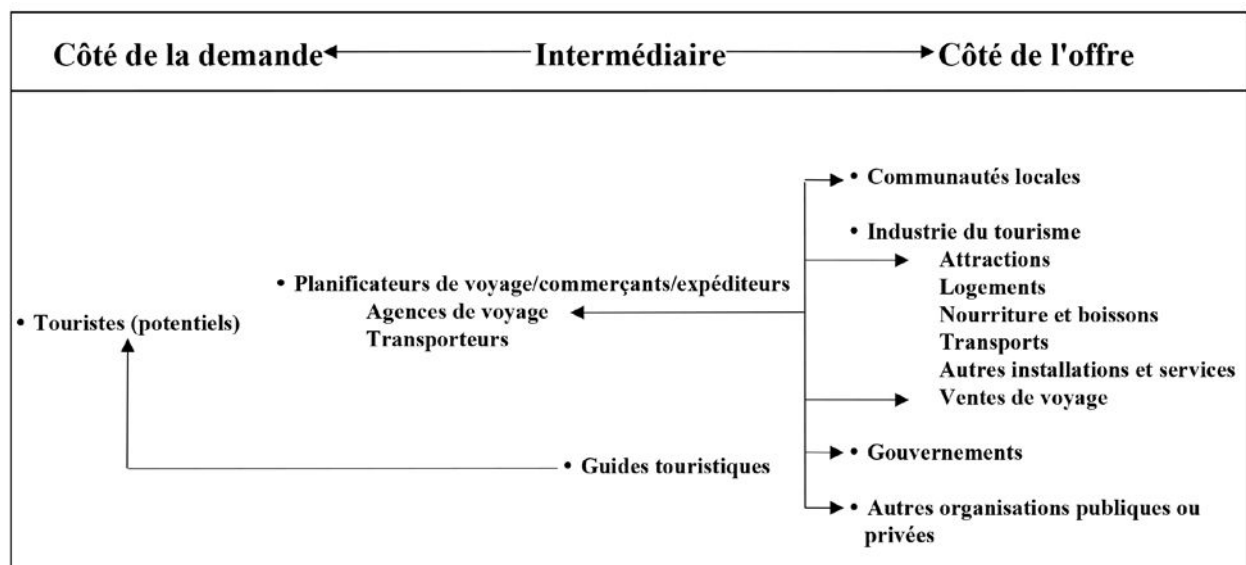 Côté de la demande
Intermédiaire
Côté de l'offre
• Touristes (potentiels)
• Planificateurs de voyage/commerçants/expéditeurs
Agences de voyage
Transporteurs
• Guides touristiques
• Communautés locales
• Industrie du tourisme
Attractions
Logements
Nourriture et boissons
Transports
Autres installations et services
Ventes de voyage
• Gouvernements
• Autres organisations publiques ou
privées